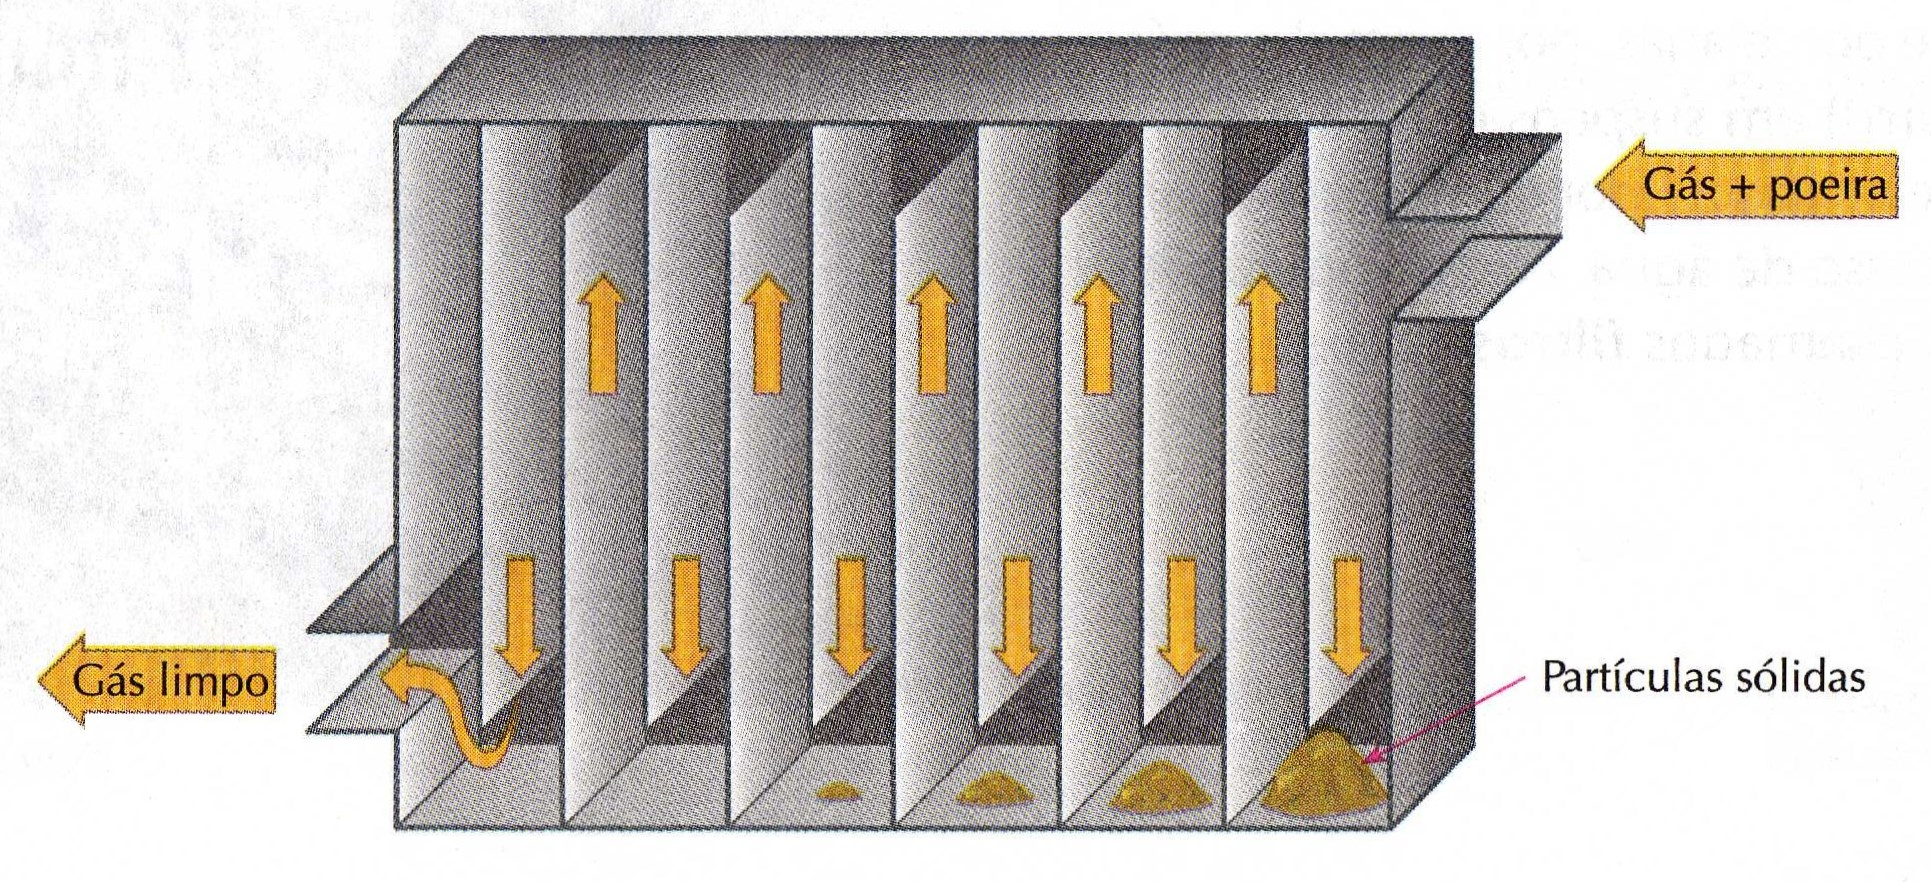 Gás + poeira
Gás limpo
Partículas sólidas